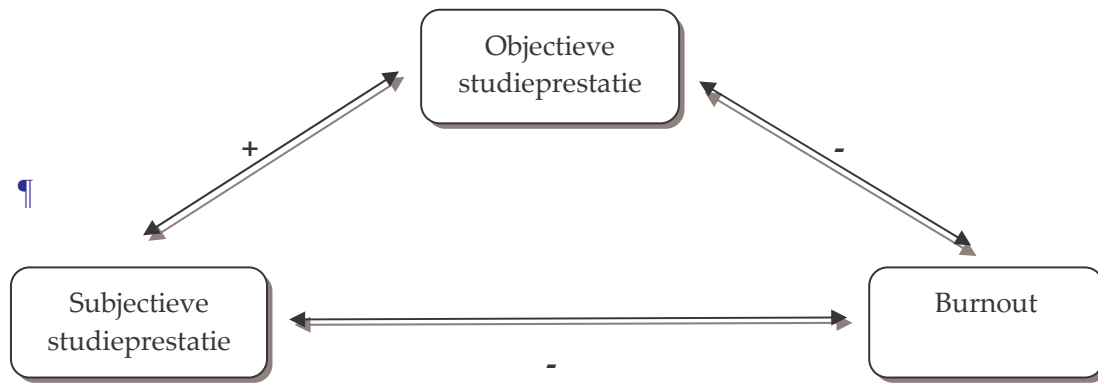 Objectieve
studieprestatie
+
-
¶
Subjectieve
studieprestatie
Burnout
-